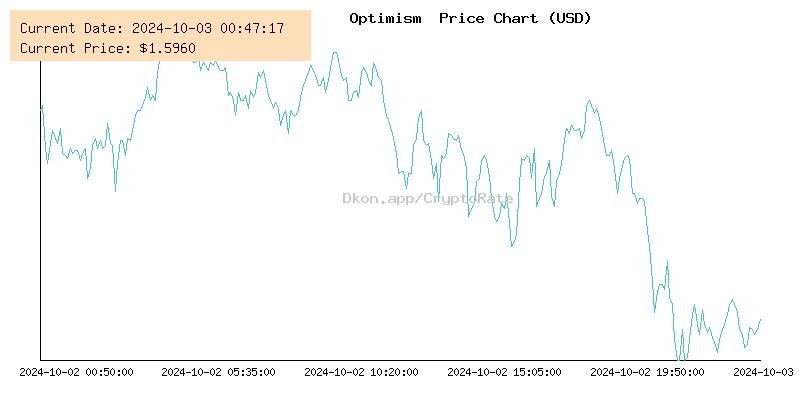 Optimism Price Chart (USD)
Current Date: 2024-10-03 00:47:17
Current Price: $1.5960
Dkon.app/CryptoRate
2024-10-02 00:50:00 2024-10-02 05:35:00 2024-10-02 10:20:00 2024-10-02 15:05:00 2024-10-02 19:50:00 2024-10-03